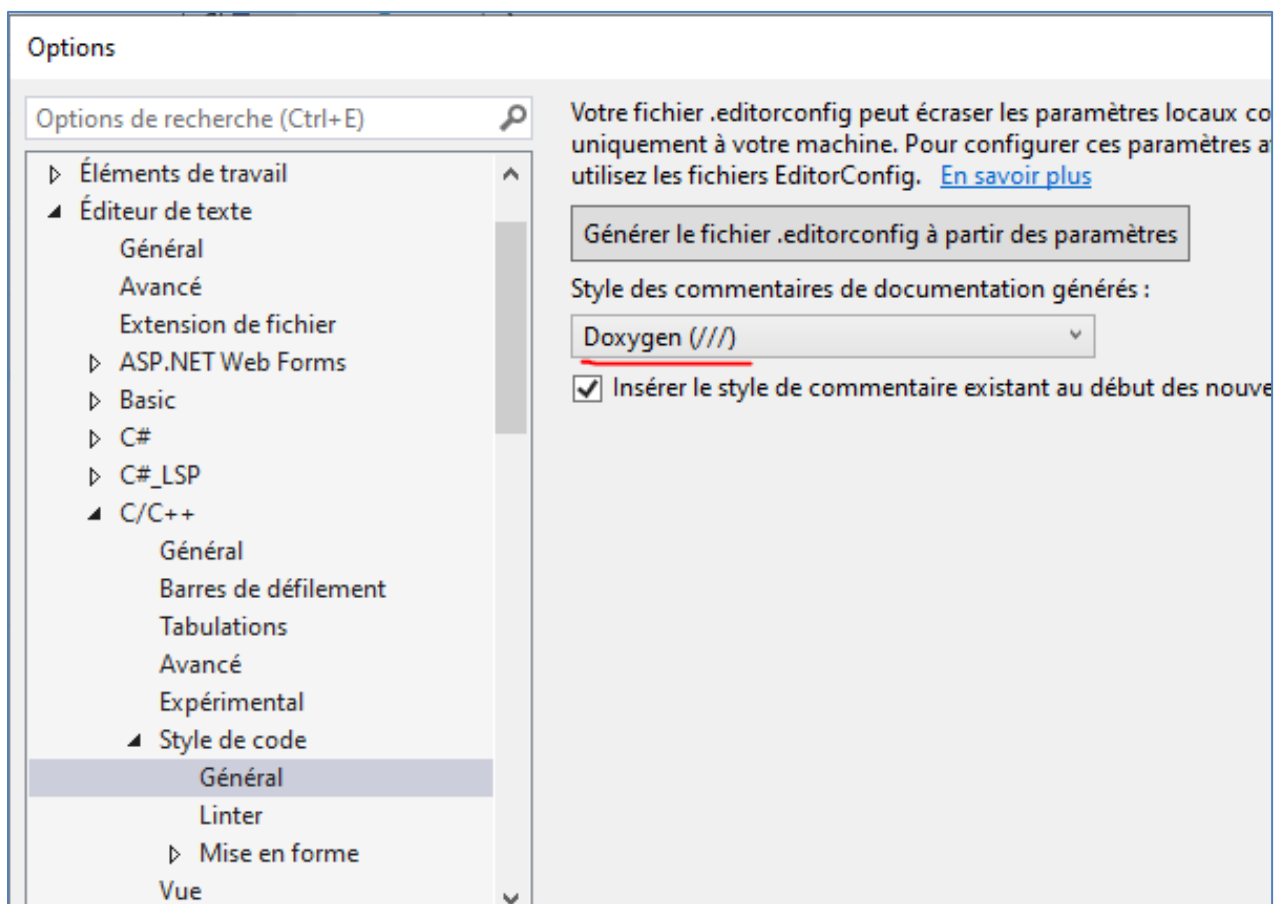 Options
Options de recherche (Ctrl+E)
Éléments de travail
Éditeur de texte
Général
Avancé
Extension de fichier
ASP.NET Web Forms
Basic
C#
C#_LSP
C/C++
Général
Barres de défilement
Tabulations
Avancé
Expérimental
Style de code
Général
Linter
Mise en forme
Vue
Votre fichier .editorconfig peut écraser les paramètres locaux co
uniquement à votre machine. Pour configurer ces paramètres a
utilisez les fichiers EditorConfig. En savoir plus
Générer le fichier .editorconfig à partir des paramètres
Style des commentaires de documentation générés :
Doxygen (///)
Insérer le style de commentaire existant au début des nouve